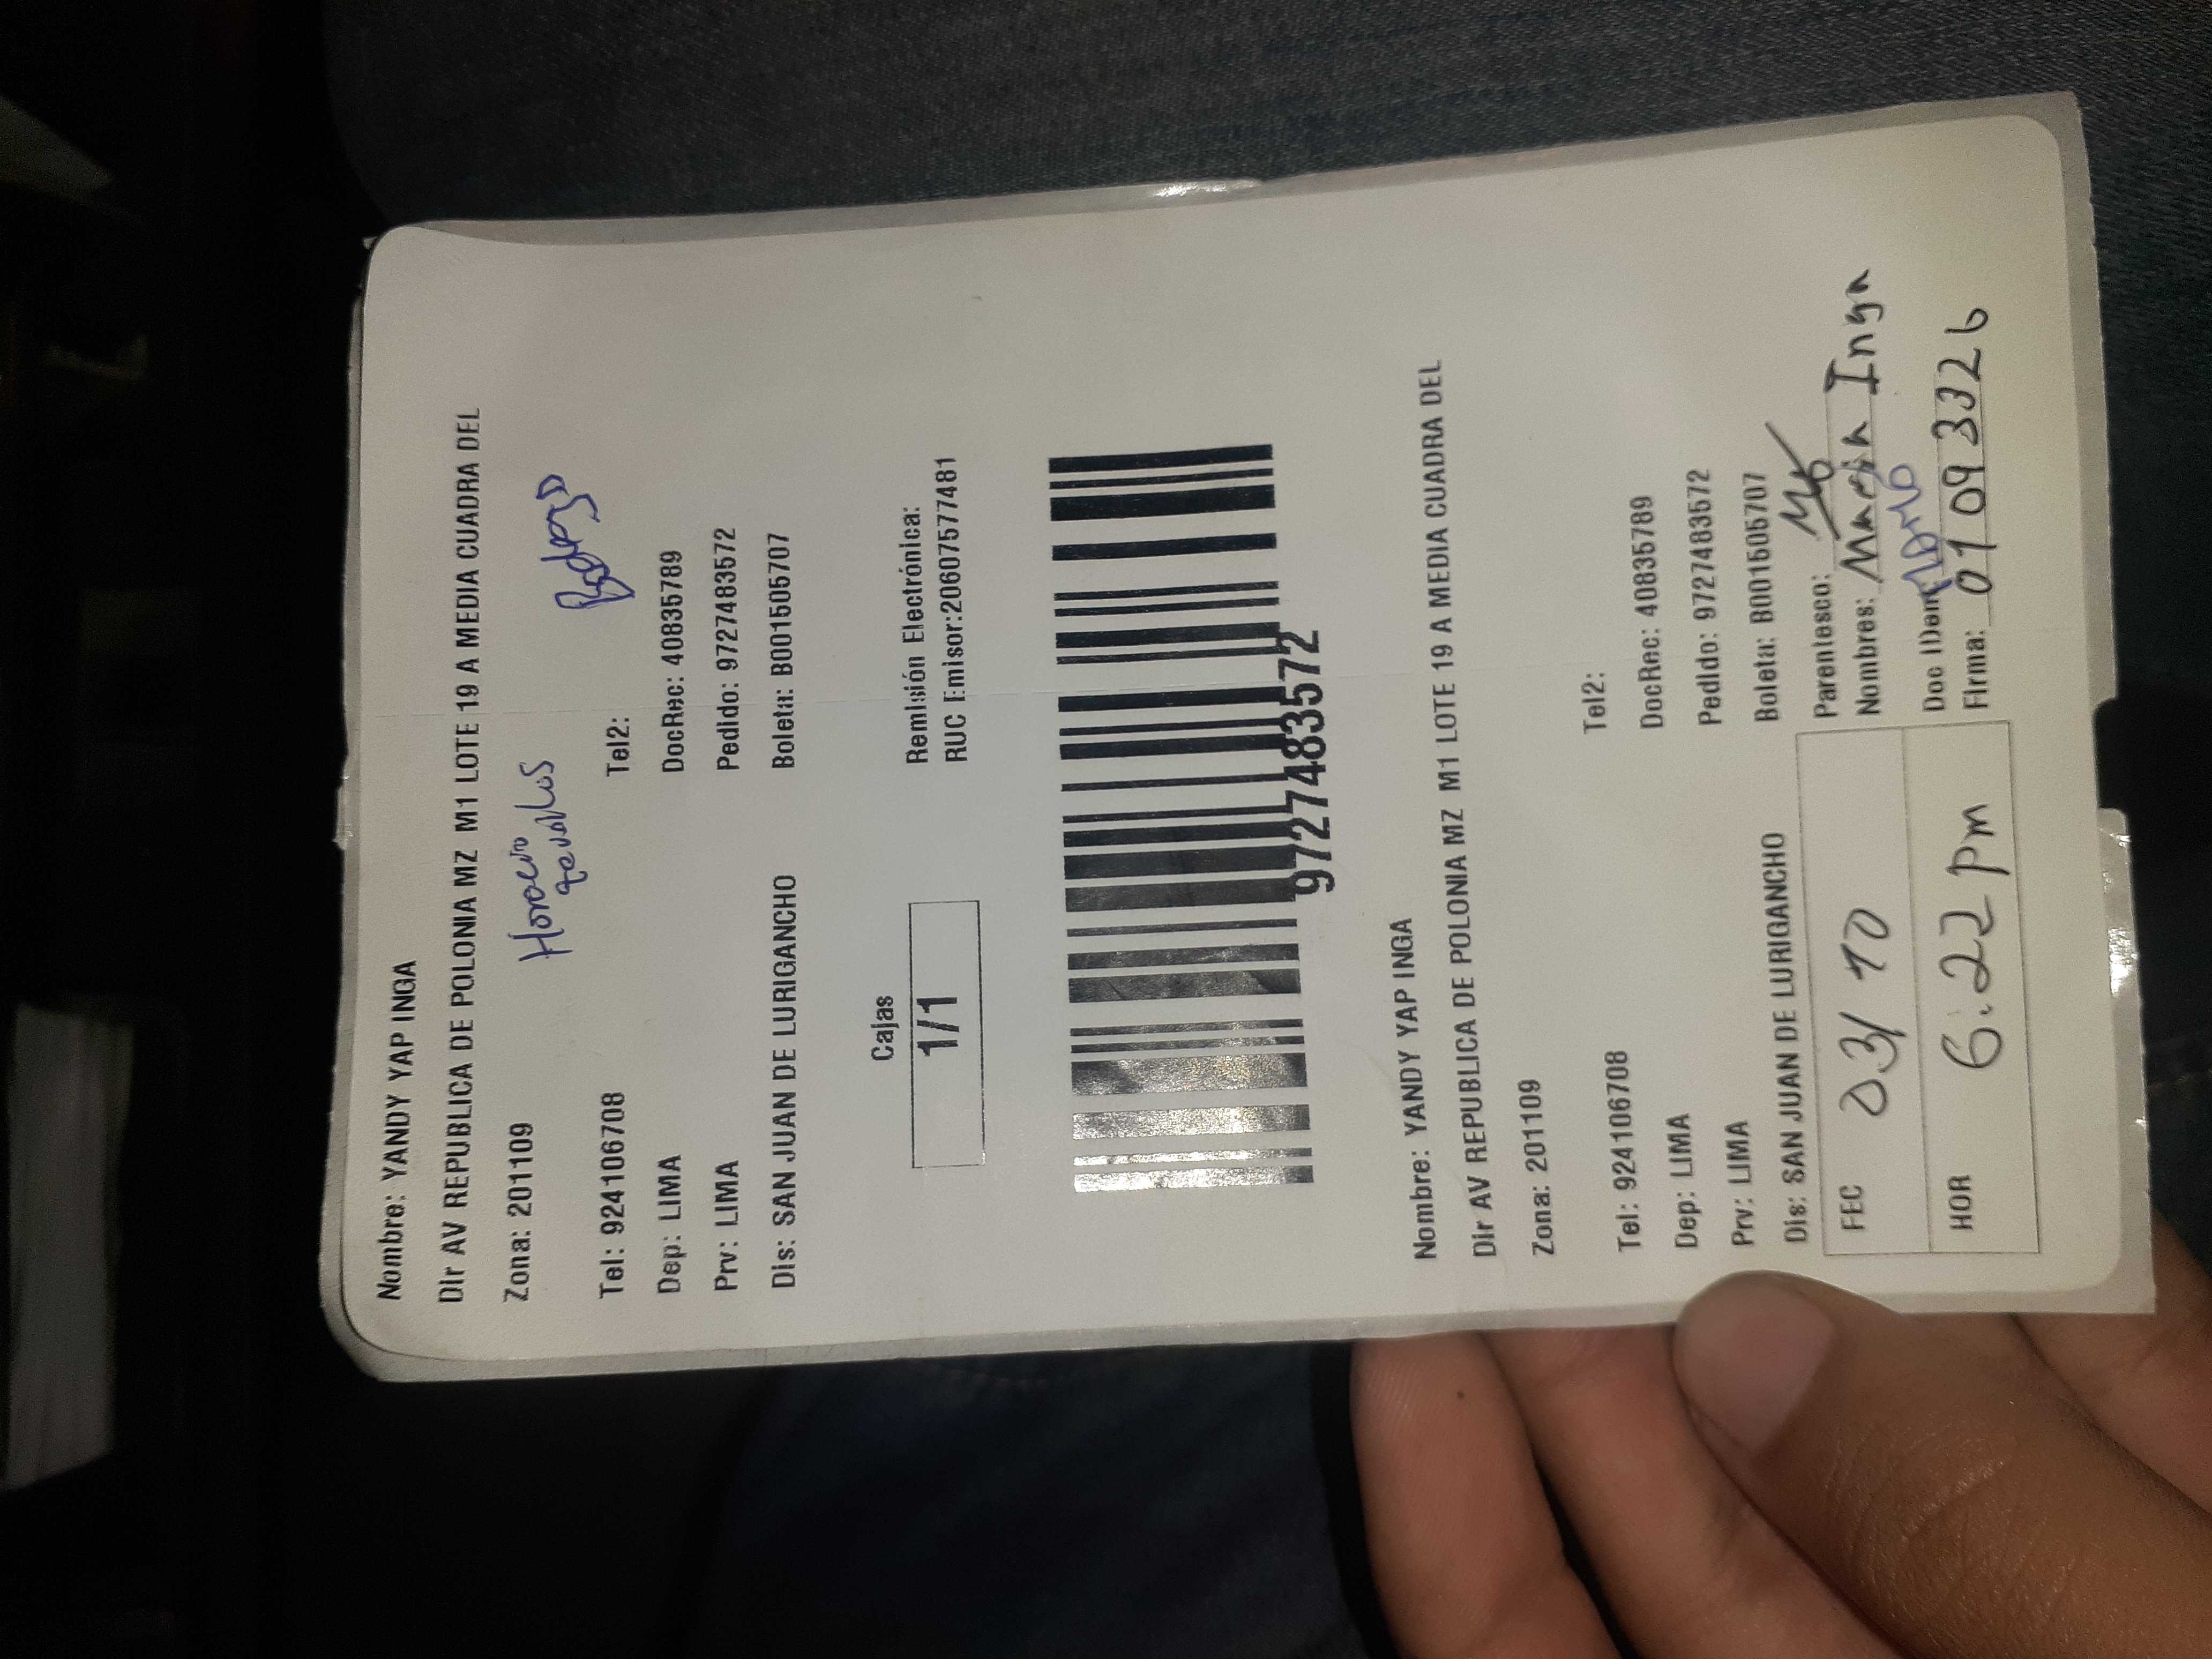 Nombre: YANDY YAP INGA
Dir AV REPUBLICA DE POLONIA MZ M1 LOTE 19 A MEDIA CUADRA DEL
Zona: 201109
Horacio
Zevallos
Tel: 924106708 Tel2:
Dep: LIMA DocRec: 40835789
Prv: LIMA Pedido: 9727483572
Dis: SAN JUAN DE LURIGANCHO Boleta: B001505707
Cajas
1/1
Remisión Electrónica:
RUC Emisor:20607577481
9727483572
Nombre: YANDY YAP INGA
Dir AV REPUBLICA DE POLONIA MZ M1 LOTE 19 A MEDIA CUADRA DEL
Zona: 201109
Tel: 924106708 Tel2:
Dep: LIMA DocRec: 40835789
Prv: LIMA Pedido: 9727483572
Dis: SAN JUAN DE LURIGANCHO Boleta: B001505707
FEC 03/10 Parentesco:
Nombres: Inga
HOR 6:22 pm Doc Iden
Firma: 01093326